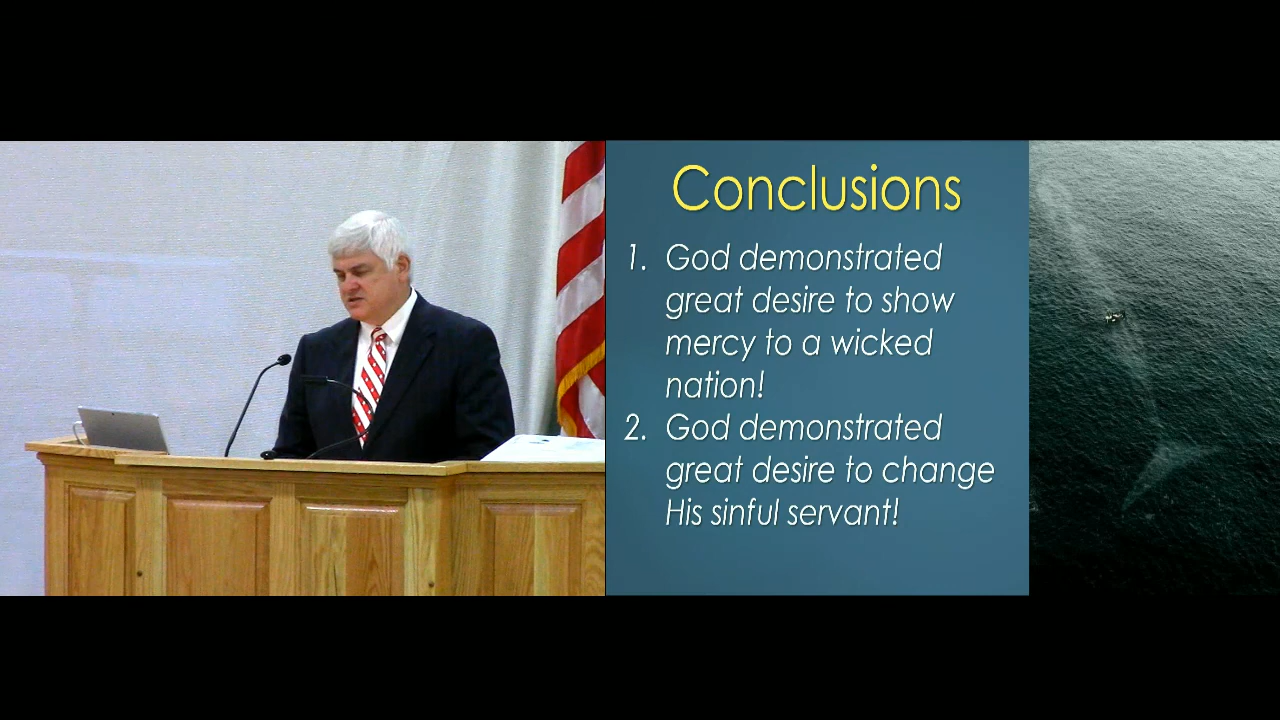 Conclusions
1. God demonstrated
great desire to show
mercy to a wicked
nation!
2. God demonstrated
great desire to change
His sinful servant!